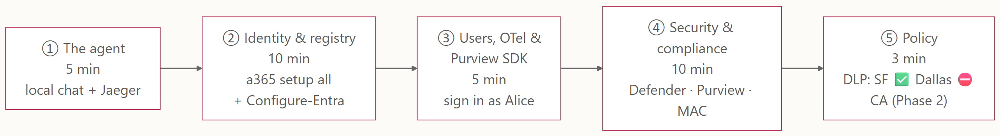 ① The agent
5 min
local chat + Jaeger
② Identity & registry
10 min
a365 setup all
+ Configure-Entra
③ Users, OTel &
Purview SDK
5 min
sign in as Alice
④ Security &
compliance
10 min
Defender · Purview ·
MAC
⑤ Policy
3 min
DLP: SF ✅ Dallas ⛔
CA (Phase 2)